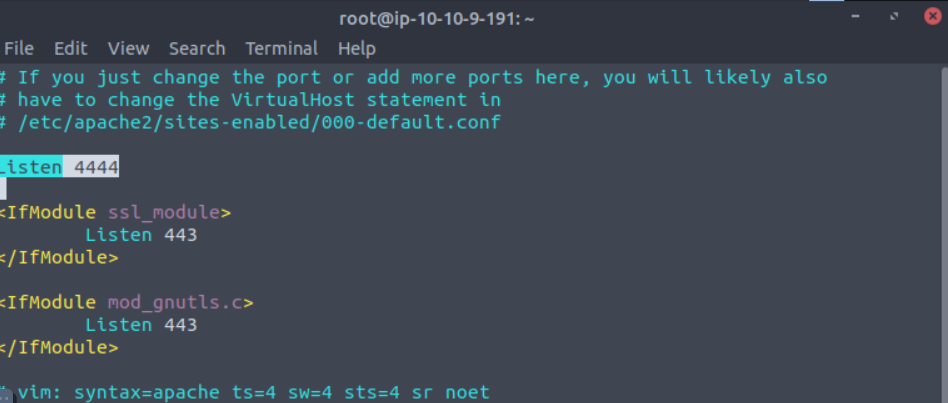 root@ip-10-10-9-191: ~
File Edit View Search Terminal Help
# If you just change the port or add more ports here, you will likely also
# have to change the VirtualHost statement in
# /etc/apache2/sites-enabled/000-default.conf
Listen 4444
<IfModule ssl_module>
Listen 443
</IfModule>
<IfModule mod_gnutls.c>
Listen 443
</IfModule>
# vim: syntax=apache ts=4 sw=4 sts=4 sr noet